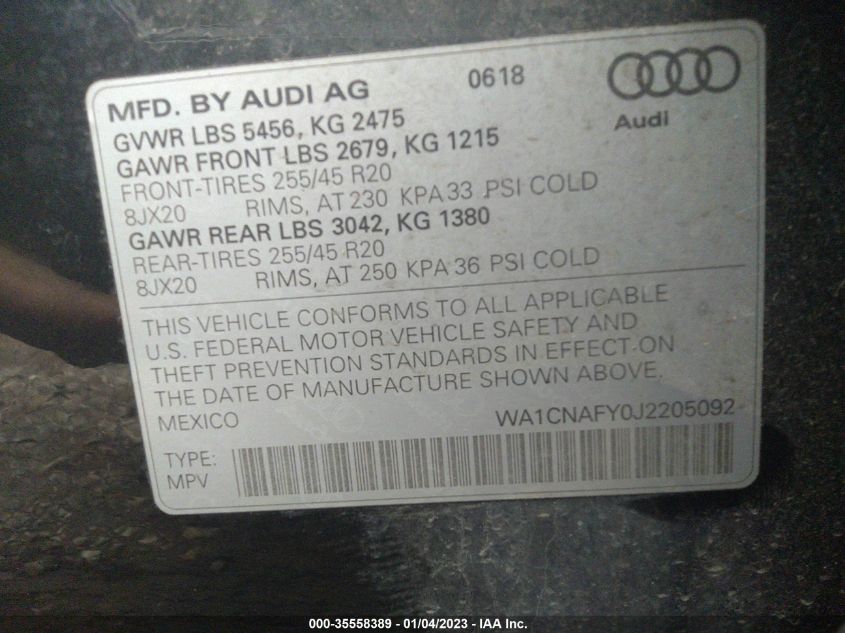 MFD. BY AUDI AG 0618
Audi
GVWR LBS 5456, KG 2475
GAWR FRONT LBS 2679, KG 1215
FRONT-TIRES 255/45 R20
8JX20 RIMS, AT 230 KPA 33 PSI COLD
GAWR REAR LBS 3042, KG 1380
REAR-TIRES 255/45 R20
8JX20 RIMS, AT 250 KPA 36 PSI COLD
THIS VEHICLE CONFORMS TO ALL APPLICABLE
U.S. FEDERAL MOTOR VEHICLE SAFETY AND
THEFT PREVENTION STANDARDS IN EFFECT ON
THE DATE OF MANUFACTURE SHOWN ABOVE.
MEXICO WA1CNAFY0J2205092
TYPE:
MPV
000-35558389 - 01/04/2023 - IAA Inc.